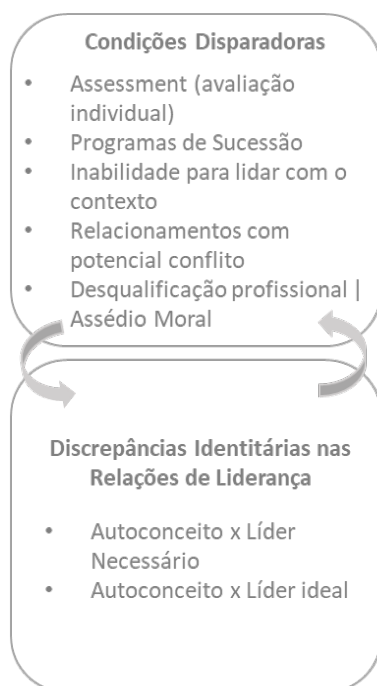 Condições Disparadoras
• Assessment (avaliação
individual)
• Programas de Sucessão
• Inabilidade para lidar com o
contexto
• Relacionamentos com
potencial conflito
• Desqualificação profissional |
Assédio Moral
Discrepâncias Identitárias nas
Relações de Liderança
• Autoconceito x Líder
Necessário
• Autoconceito x Líder ideal